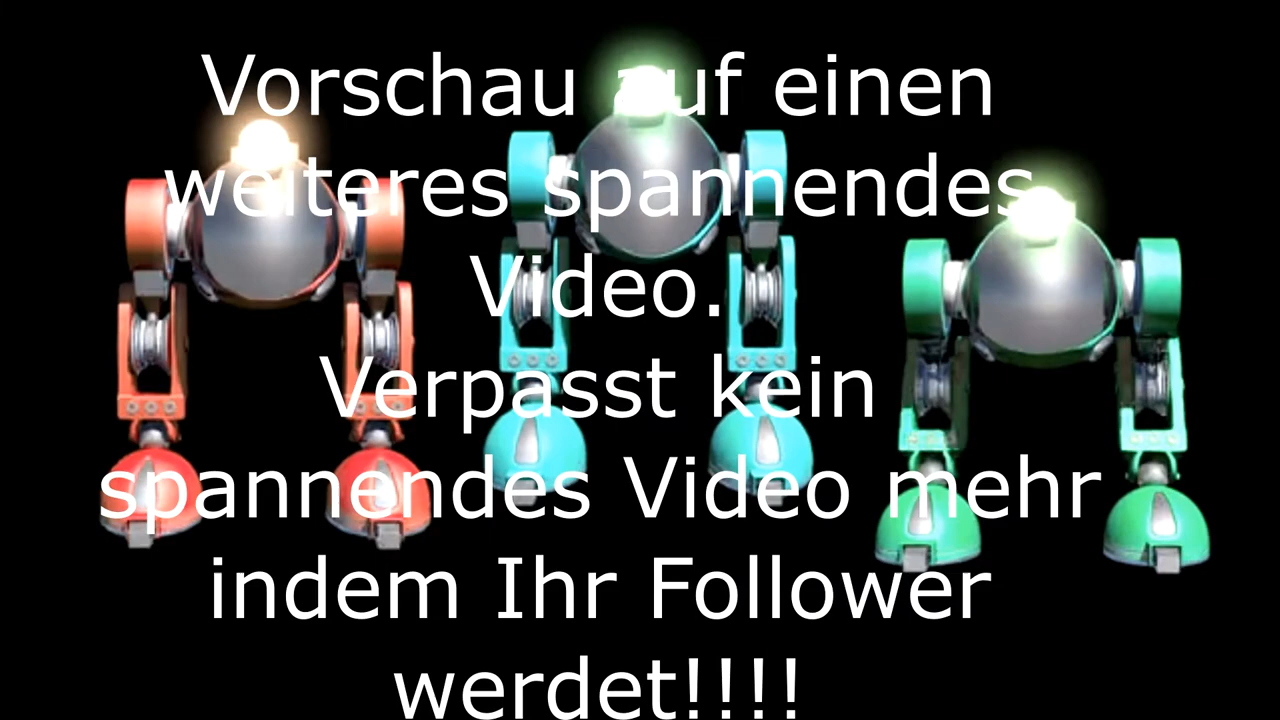 Vorschau auf einen
weiteres spannendes
Video.
Verpasst kein
spannendes Video mehr
indem Ihr Follower
werdet!!!!